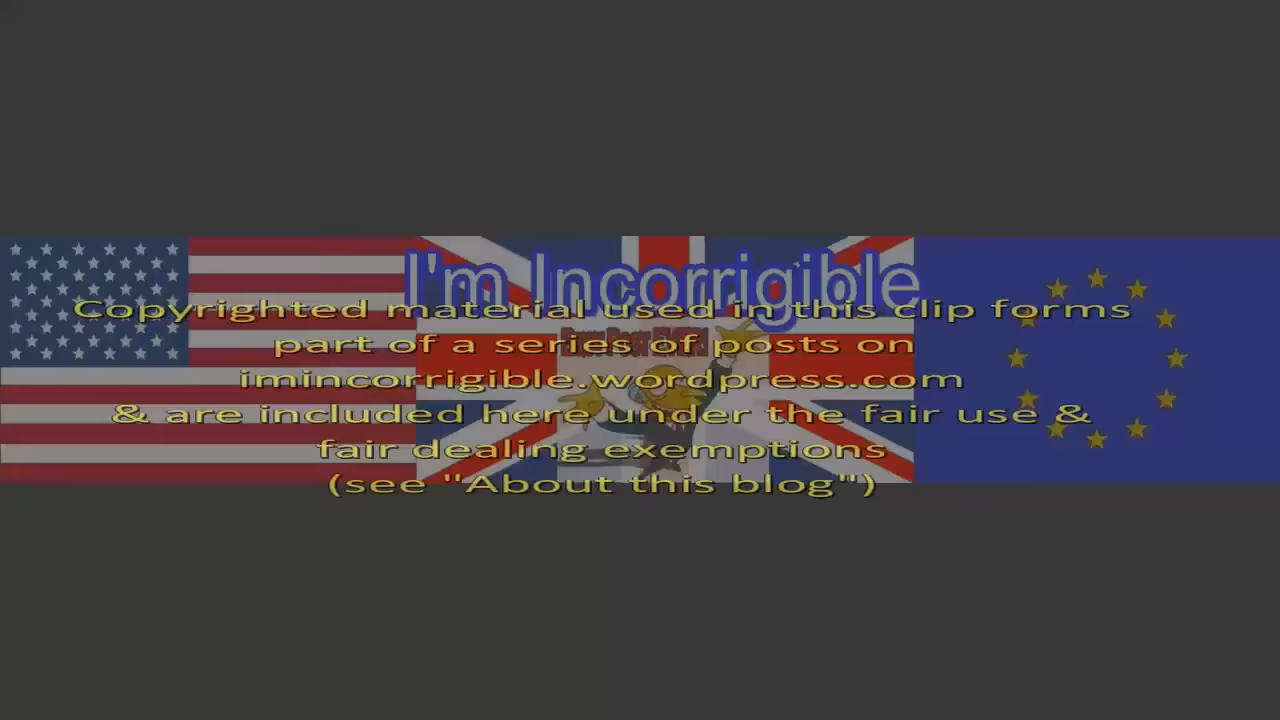 I'm Incorrigible
Copyrighted material used in this clip forms
part of a series of posts on
imincorrigible.wordpress.com
& are included here under the fair use &
fair dealing exemptions
(see "About this blog")